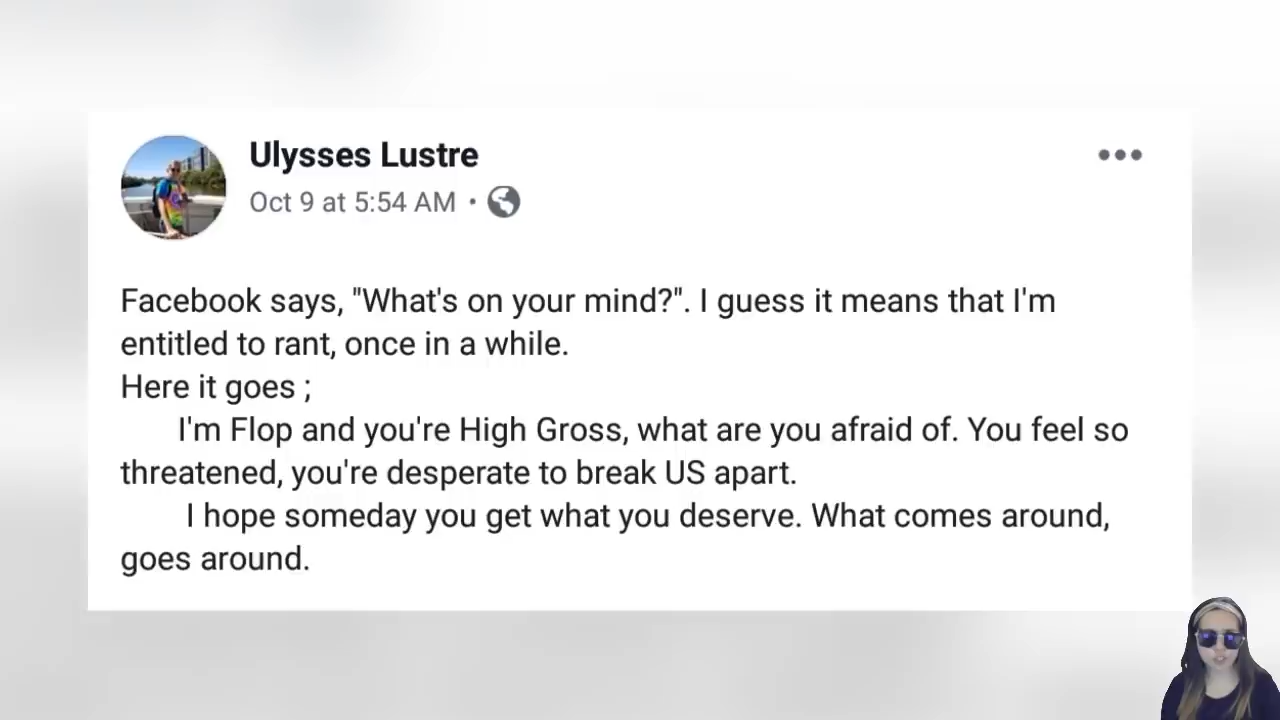 Ulysses Lustre
Oct 9 at 5:54 AM ·
Facebook says, "What's on your mind?". I guess it means that I'm
entitled to rant, once in a while.
Here it goes ;
I'm Flop and you're High Gross, what are you afraid of. You feel so
threatened, you're desperate to break US apart.
I hope someday you get what you deserve. What comes around,
goes around.